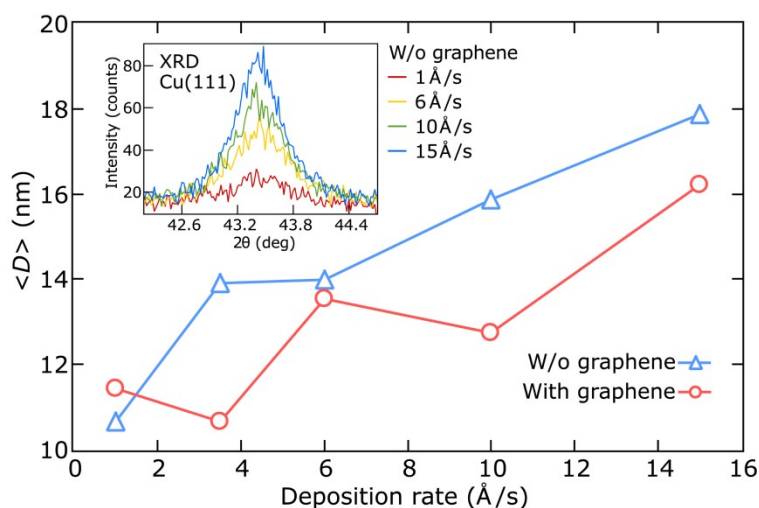 XRD
Cu(111)
Intensity (counts)
80
60
40
20
42.6 43.2 43.8 44.4
2θ (deg)
W/o graphene
1Å/s
6Å/s
10Å/s
15Å/s
<D> (nm)
20
18
16
14
12
10
0 2 4 6 8 10 12 14 16
Deposition rate (Å/s)
W/o graphene
With graphene